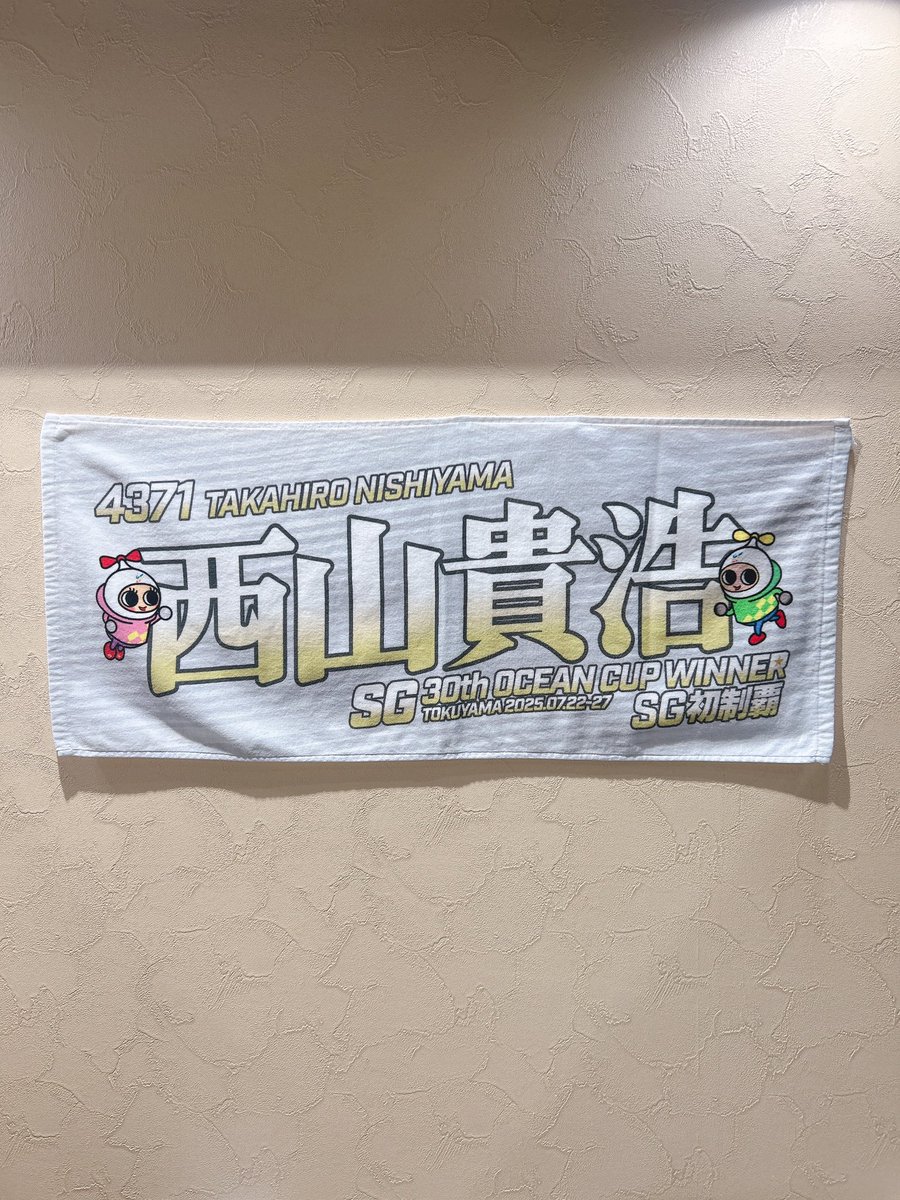 4371 TAKAHIRO NISHIYAMA
西山貴浩
SG 30th OCEAN CUP WINNER
TOKUYAMA 2025.07.22-27
SG初制覇